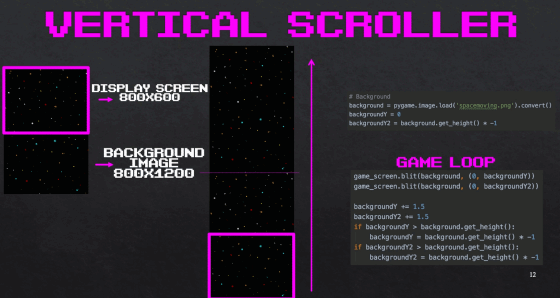 VERTICAL SCROLLER
DISPLAY SCREEN
800X600
BACKGROUND
IMAGE
800X1200
# Background
background = pygame.image.load('spacemoving.png').convert()
backgroundY = 0
backgroundY2 = background.get_height() * -1
GAME LOOP
game_screen.blit(background, (0, backgroundY))
game_screen.blit(background, (0, backgroundY2))
backgroundY += 1.5
backgroundY2 += 1.5
if backgroundY > background.get_height():
backgroundY = background.get_height() * -1
if backgroundY2 > background.get_height():
backgroundY2 = background.get_height() * -1
12